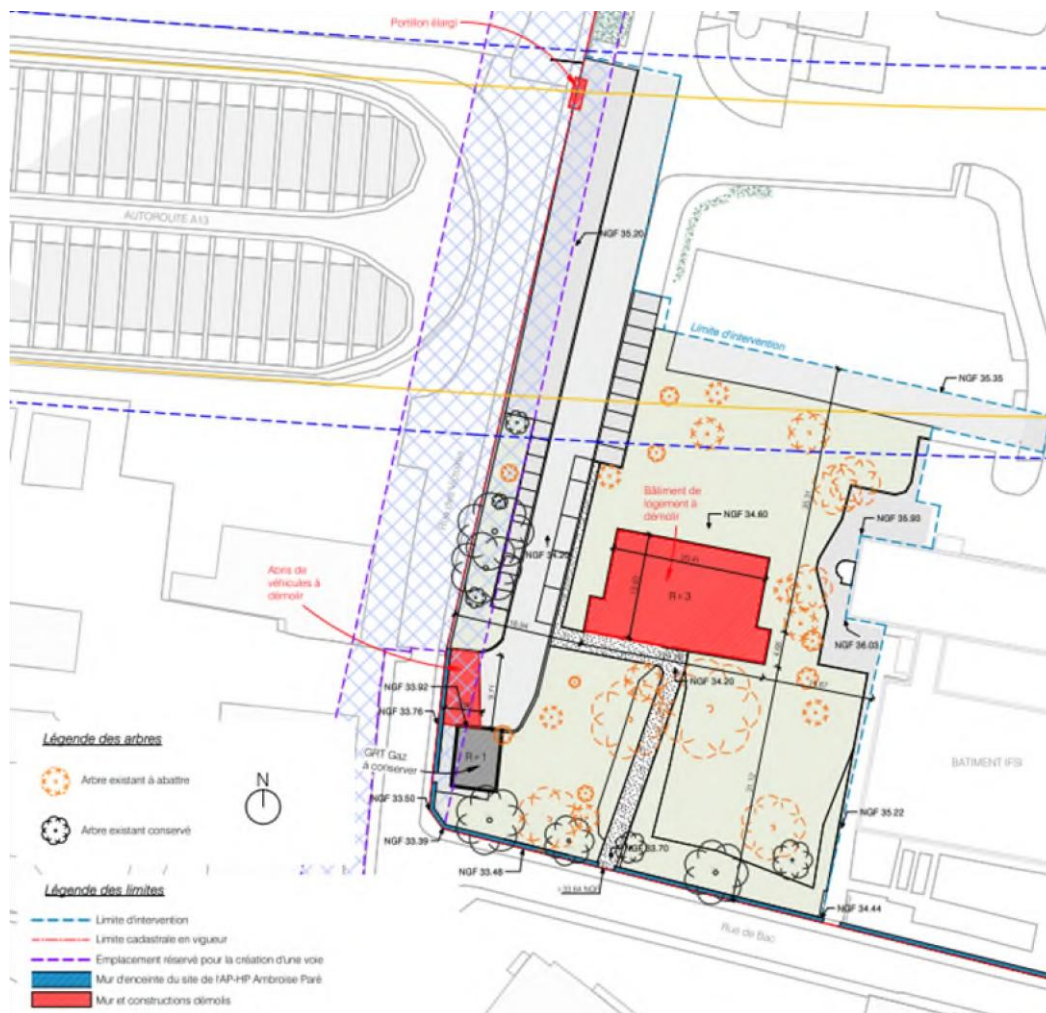 Portillon élargi
AUTOROUTE A13
NGF 35.20
Limite d'intervention
NGF 35.35
Bâtiment de
logement à
démolir
NGF 34.60
NGF 35.93
NGF 34.20
R+3
Abris de
véhicules à
démolir
NGF 36.03
NGF 34.20
NGF 33.92
NGF 33.76
GRT Gaz
à conserver
R+1
BATIMENT IFSI
Légende des arbres
Arbre existant à abattre
N
Arbre existant conservé
NGF 33.50
NGF 33.39
NGF 33.48
NGF 33.70
NGF 35.22
NGF 34.44
Rue de Bac
Légende des limites
Limite d'intervention
Limite cadastrale en vigueur
Emplacement réservé pour la création d'une voie
Mur d'enceinte du site de l'AP-HP Ambroise Paré
Mur et constructions démolis